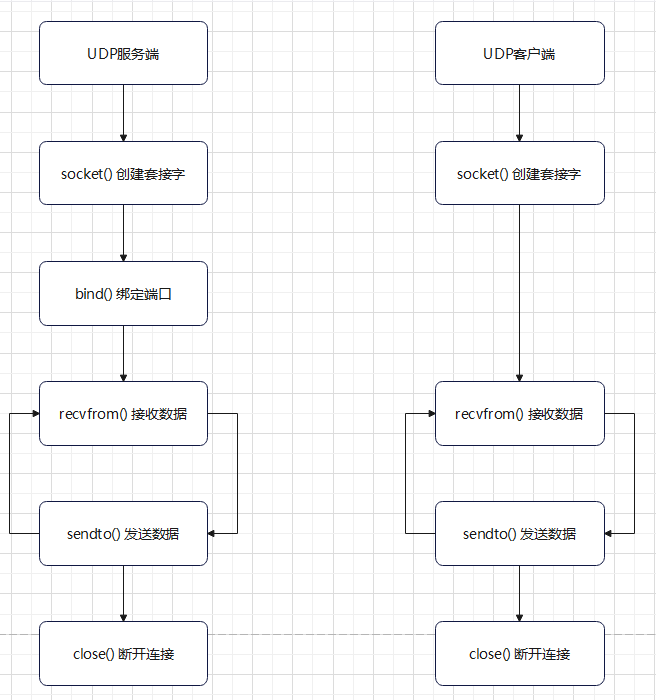 UDP服务端
socket() 创建套接字
bind() 绑定端口
recvfrom() 接收数据
sendto() 发送数据
close() 断开连接
UDP客户端
socket() 创建套接字
recvfrom() 接收数据
sendto() 发送数据
close() 断开连接